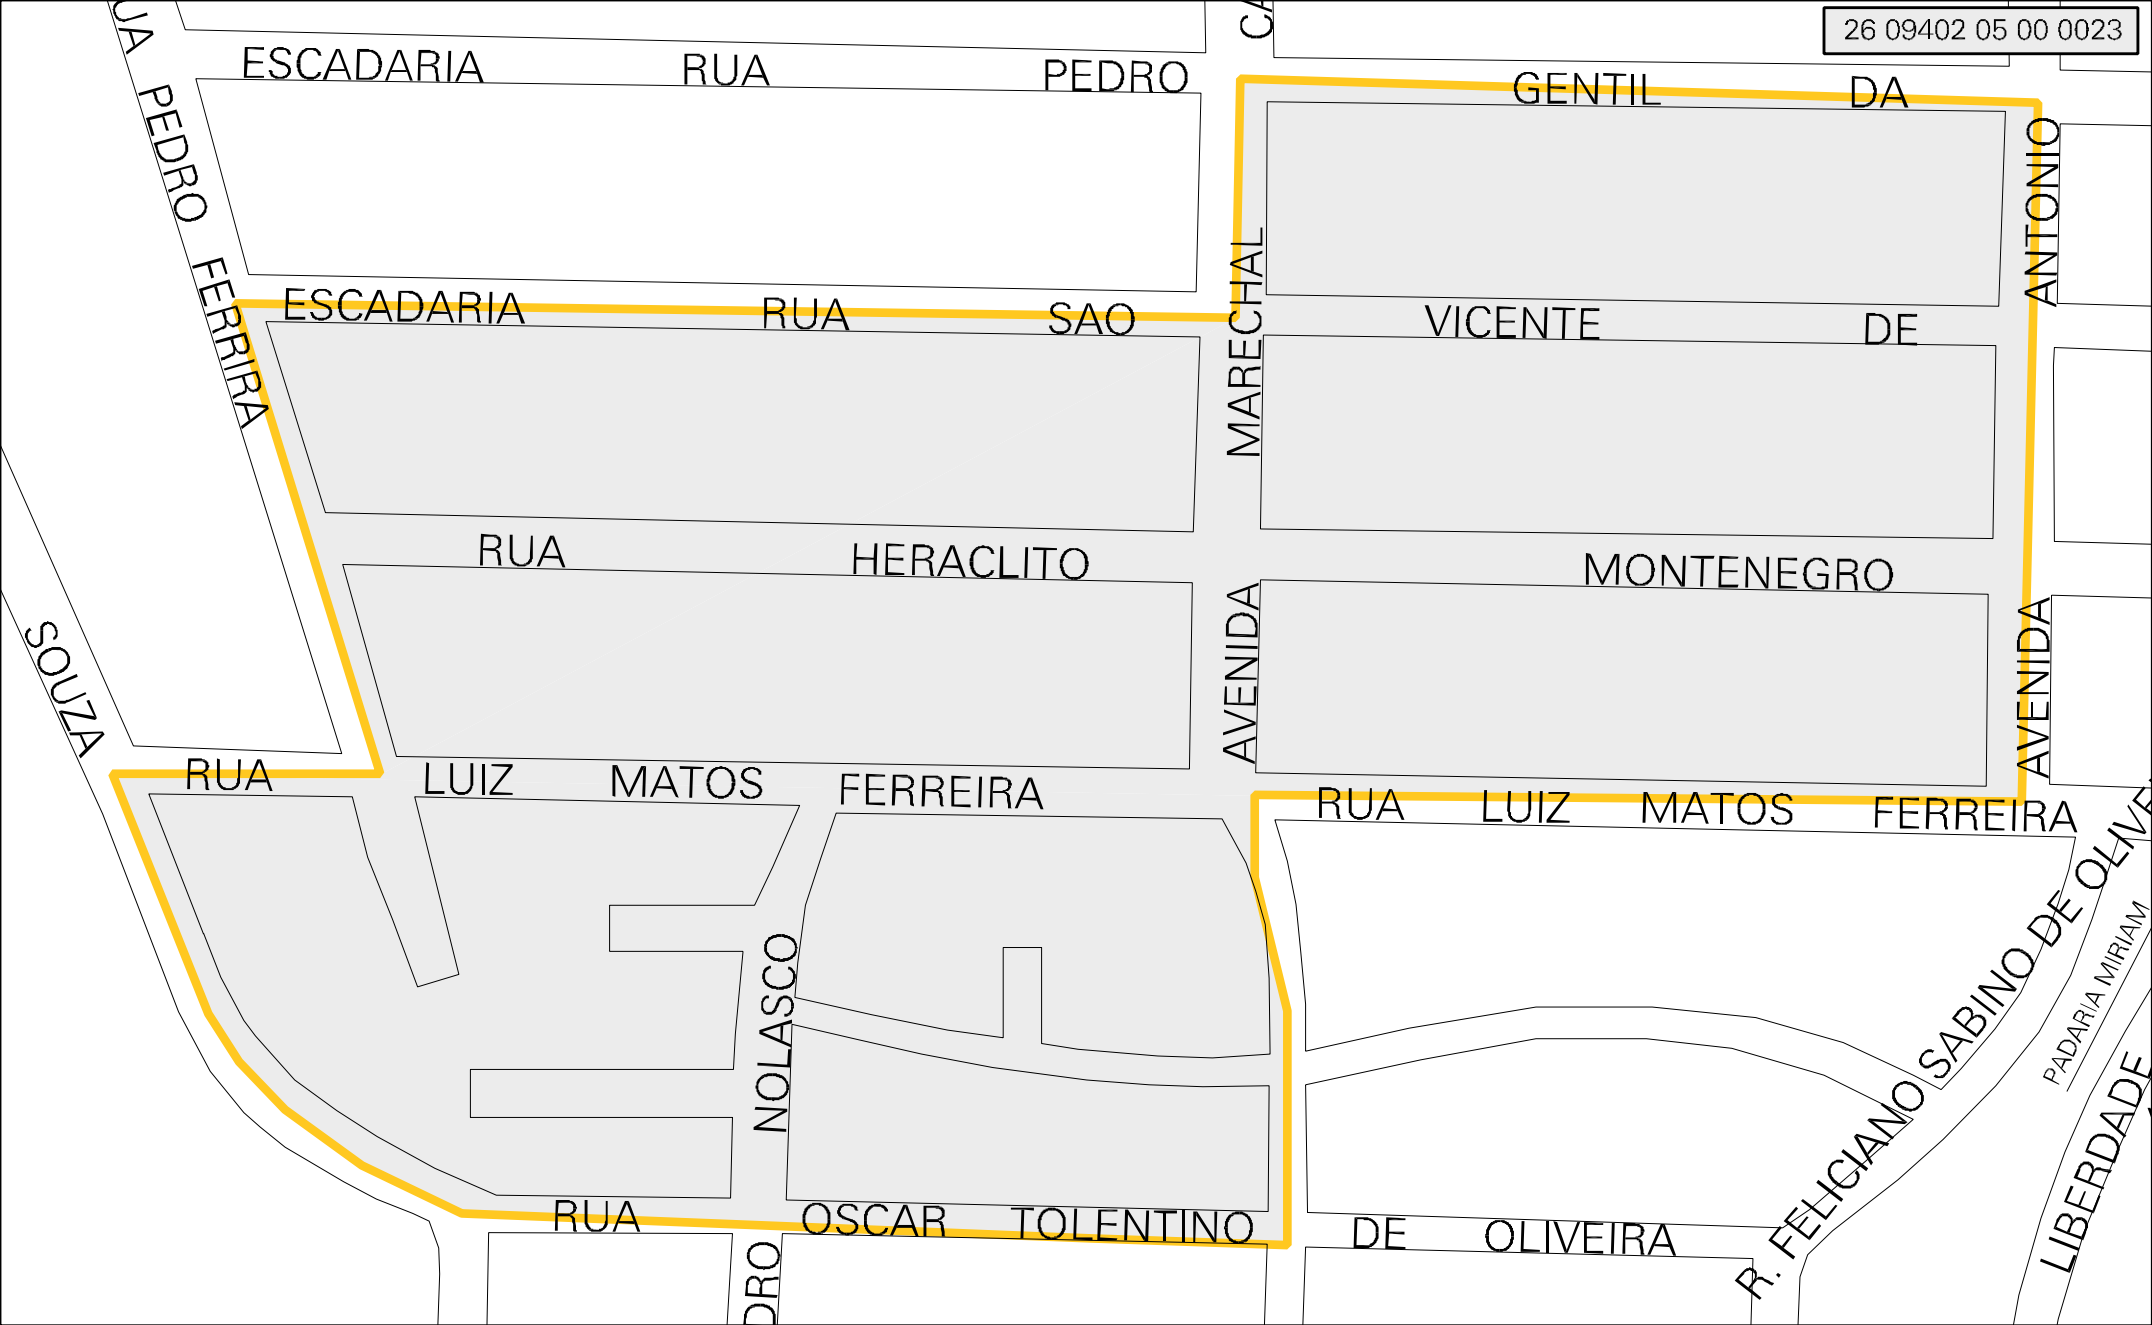 26 09402 05 00 0023
ESCADARIA RUA PEDRO GENTIL DA
PEDRO FERRIRA
ESCADARIA RUA SAO VICENTE DE
AVENIDA MARECHAL
AVENIDA ANTONIO
RUA HERACLITO MONTENEGRO
SOUZA
RUA LUIZ MATOS FERREIRA
RUA LUIZ MATOS FERREIRA
NOLASCO
R. FELICIANO SABINO DE
PADARIA MIRIAM
LIBERDADE
RUA OSCAR TOLENTINO DE OLIVEIRA